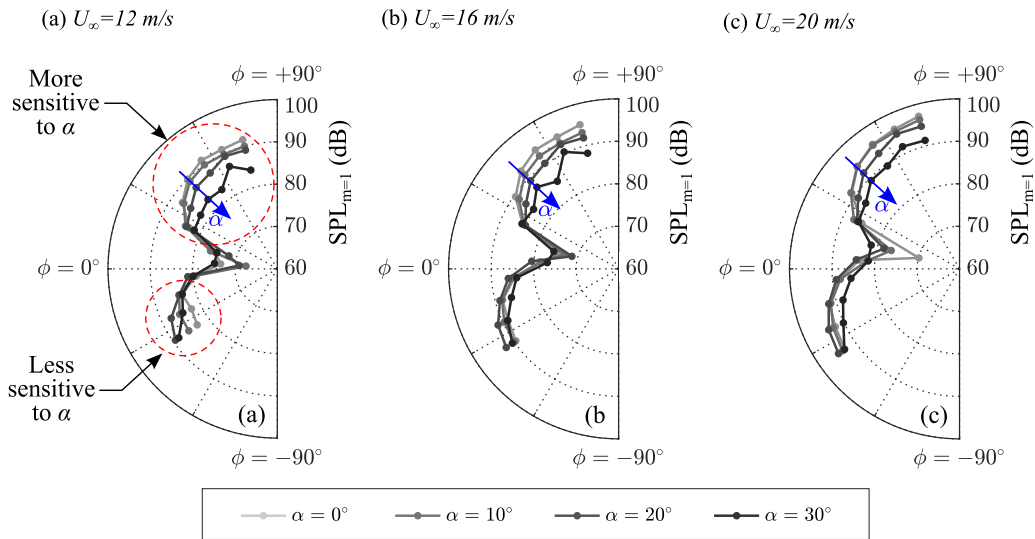 (a) U∞=12 m/s
(b) U∞=16 m/s
(c) U∞=20 m/s
More
sensitive
to α
ϕ = +90°
100
90
80
70
60
SPLm=1 (dB)
α
ϕ = 0°
Less
sensitive
to α
(a)
ϕ = −90°
ϕ = +90°
100
90
80
70
60
SPLm=1 (dB)
α
ϕ = 0°
(b)
ϕ = −90°
ϕ = +90°
100
90
80
70
60
SPLm=1 (dB)
α
ϕ = 0°
(c)
ϕ = −90°
α = 0°
α = 10°
α = 20°
α = 30°